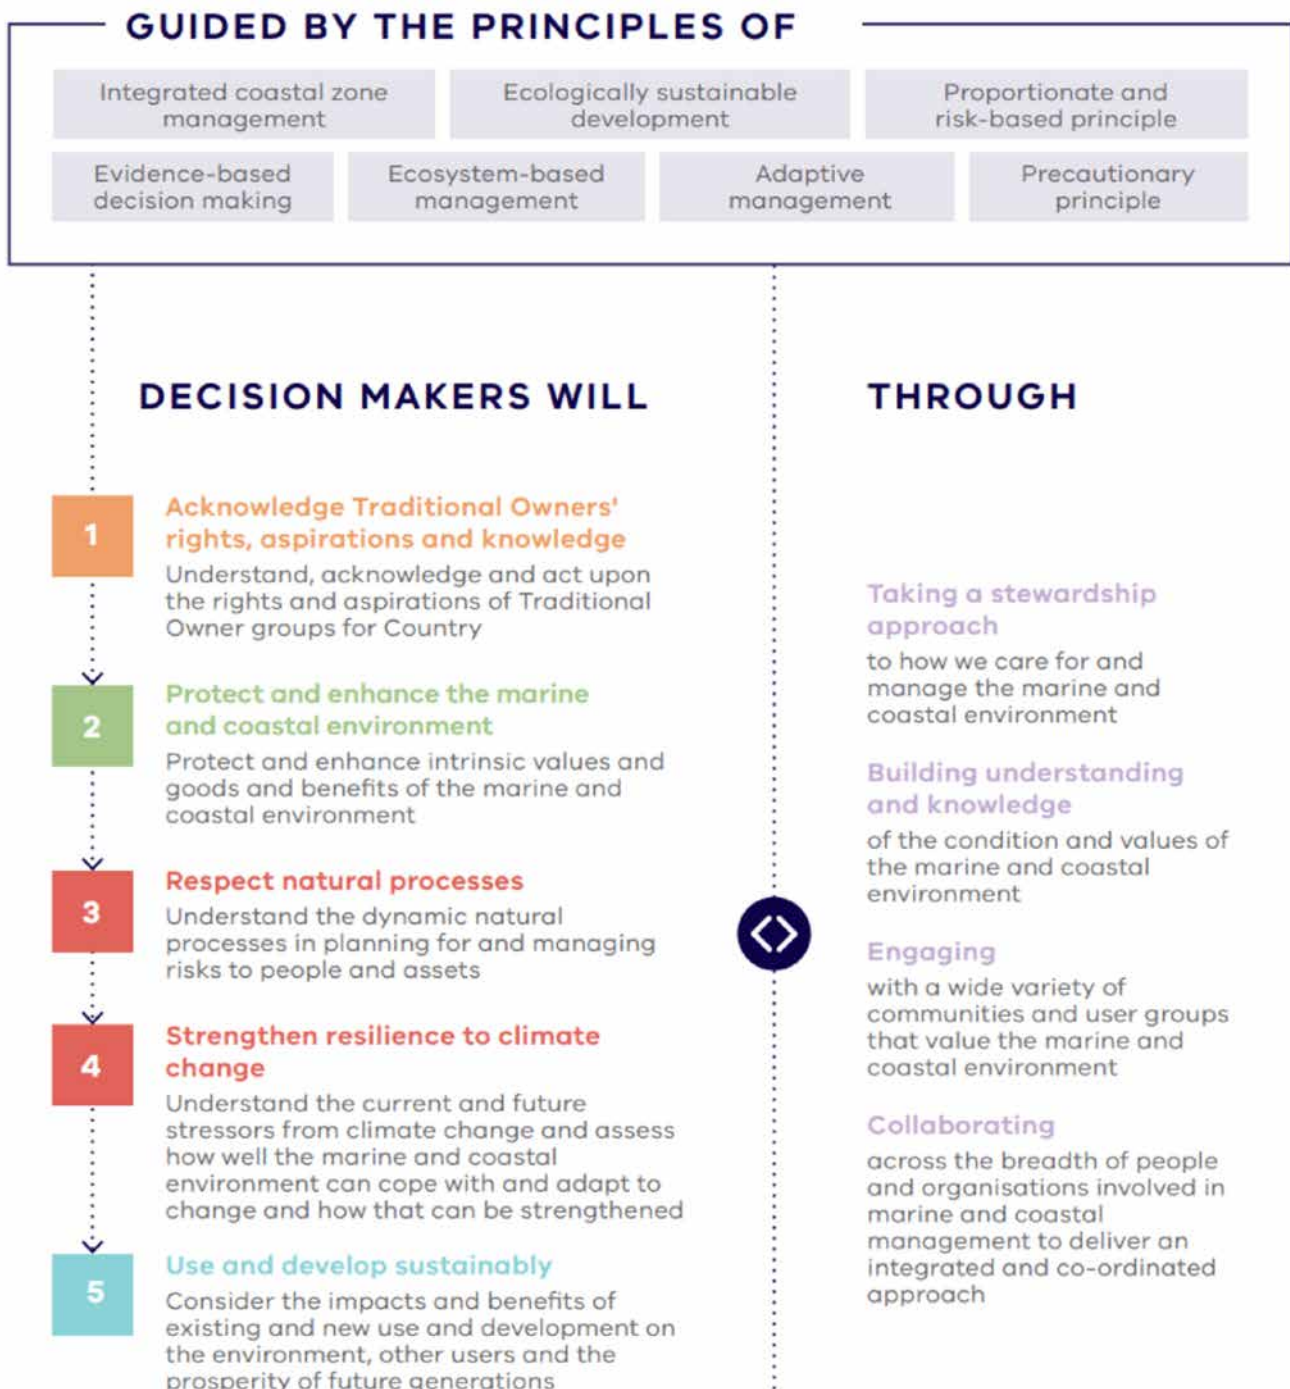 GUIDED BY THE PRINCIPLES OF
Integrated coastal zone
management
Ecologically sustainable
development
Proportionate and
risk-based principle
Evidence-based
decision making
Ecosystem-based
management
Adaptive
management
Precautionary
principle
DECISION MAKERS WILL
1
Acknowledge Traditional Owners'
rights, aspirations and knowledge
Understand, acknowledge and act upon
the rights and aspirations of Traditional
Owner groups for Country
2
Protect and enhance the marine
and coastal environment
Protect and enhance intrinsic values and
goods and benefits of the marine and
coastal environment
3
Respect natural processes
Understand the dynamic natural
processes in planning for and managing
risks to people and assets
4
Strengthen resilience to climate
change
Understand the current and future
stressors from climate change and assess
how well the marine and coastal
environment can cope with and adapt to
change and how that can be strengthened
5
Use and develop sustainably
Consider the impacts and benefits of
existing and new use and development on
the environment, other users and the
prosperity of future generations
THROUGH
Taking a stewardship
approach
to how we care for and
manage the marine and
coastal environment
Building understanding
and knowledge
of the condition and values of
the marine and coastal
environment
Engaging
with a wide variety of
communities and user groups
that value the marine and
coastal environment
Collaborating
across the breadth of people
and organisations involved in
marine and coastal
management to deliver an
integrated and co-ordinated
approach